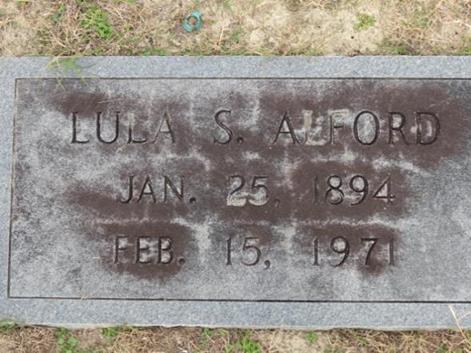 LULA S. ALFORD
JAN. 25, 1894
FEB. 15, 1971